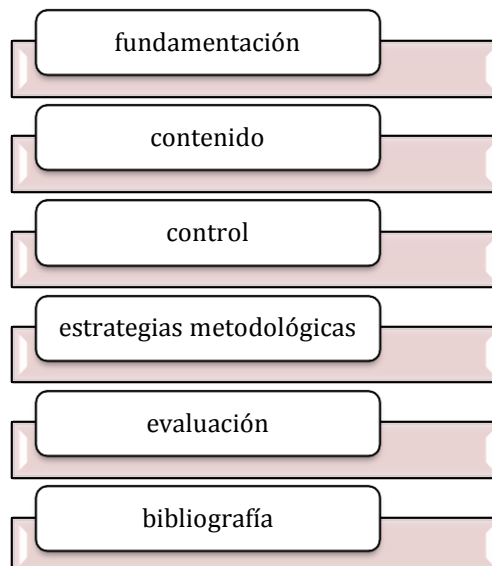 fundamentación
contenido
control
estrategias metodológicas
evaluación
bibliografía